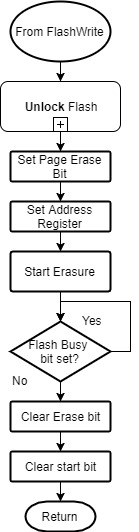 From FlashWrite
Unlock Flash
+
Set Page Erase
Bit
Set Address
Register
Start Erasure
Yes
Flash Busy
bit set?
No
Clear Erase bit
Clear start bit
Return